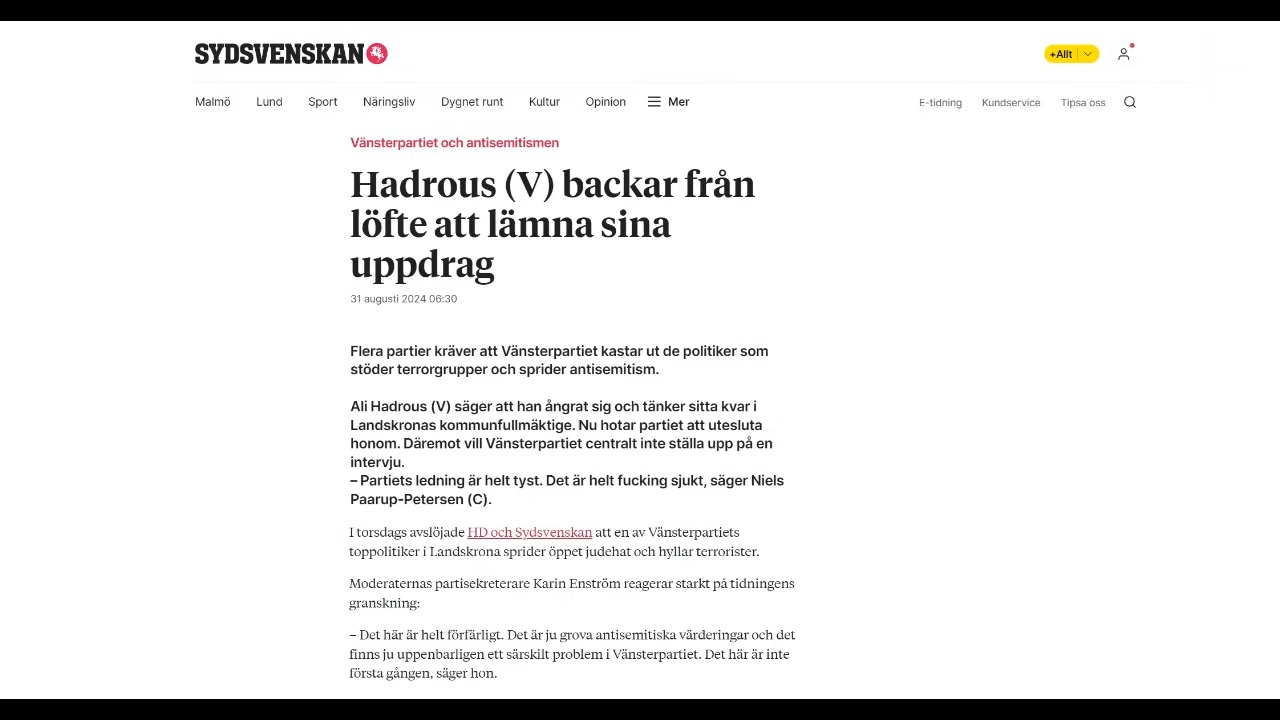 SYDSVENSKAN
+Allt
Malmö Lund Sport Näringsliv Dygnet runt Kultur Opinion Mer E-tidning Kundservice Tipsa oss
Vänsterpartiet och antisemitismen
Hadrous (V) backar från
löfte att lämna sina
uppdrag
31 augusti 2024 06:30
Flera partier kräver att Vänsterpartiet kastar ut de politiker som
stöder terrorgrupper och sprider antisemitism.
Ali Hadrous (V) säger att han ångrat sig och tänker sitta kvar i
Landskronas kommunfullmäktige. Nu hotar partiet att utesluta
honom. Däremot vill Vänsterpartiet centralt inte ställa upp på en
intervju.
– Partiets ledning är helt tyst. Det är helt fucking sjukt, säger Niels
Paarup-Petersen (C).
I torsdags avslöjade HD och Sydsvenskan att en av Vänsterpartiets
toppolitiker i Landskrona sprider öppet judehat och hyllar terrorister.
Moderaternas partisekreterare Karin Enström reagerar starkt på tidningens
granskning:
– Det här är helt förfärligt. Det är ju grova antisemitiska värderingar och det
finns ju uppenbarligen ett särskilt problem i Vänsterpartiet. Det här är inte
första gången, säger hon.